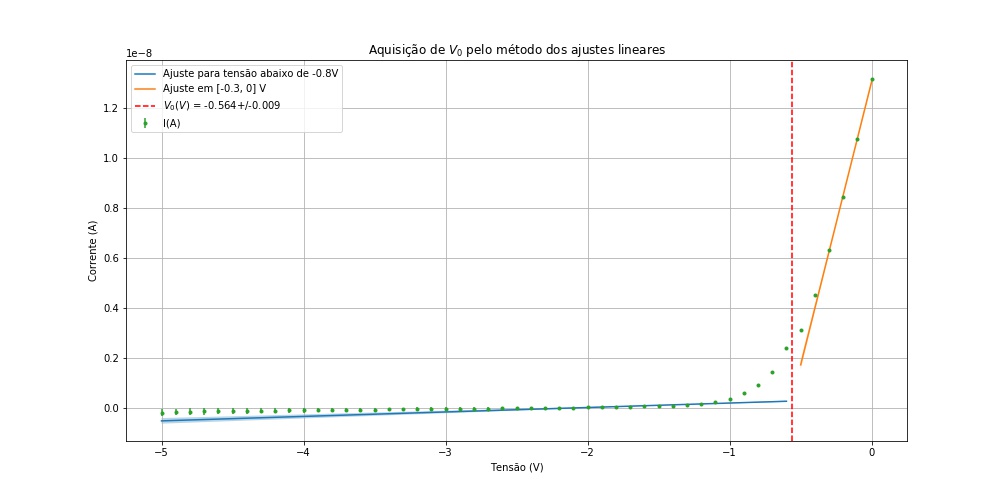 Aquisição de V₀ pelo método dos ajustes lineares
1e−8
Ajuste para tensão abaixo de -0.8V
Ajuste em [-0.3, 0] V
V₀(V) = -0.564+/-0.009
I(A)
1.2
1.0
0.8
0.6
0.4
0.2
0.0
Corrente (A)
−5
−4
−3
−2
−1
0
Tensão (V)